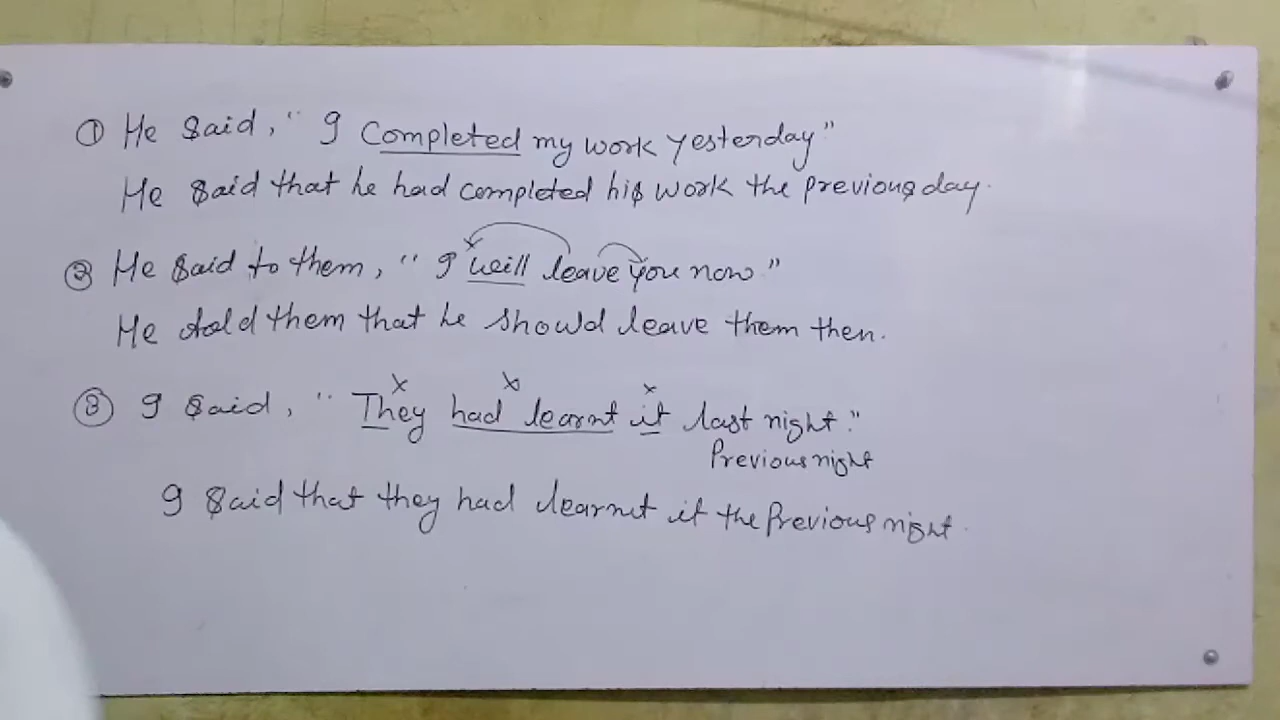 ① He said, "I completed my work yesterday"
He said that he had completed his work the previous day.
② He said to them, "I will leave you now"
He told them that he should leave them then.
③ I said, "They had learnt it last night."
Previous night
I said that they had learnt it the Previous night.